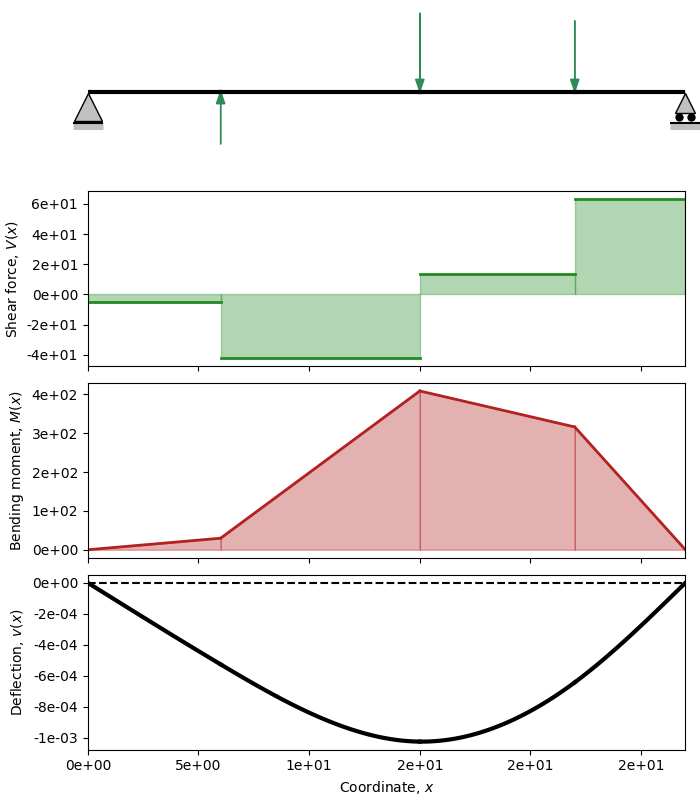 6e+01
4e+01
2e+01
0e+00
-2e+01
-4e+01
Shear force, V(x)
4e+02
3e+02
2e+02
1e+02
0e+00
Bending moment, M(x)
0e+00
-2e-04
-4e-04
-6e-04
-8e-04
-1e-03
Deflection, v(x)
0e+00 5e+00 1e+01 2e+01 2e+01 2e+01
Coordinate, x